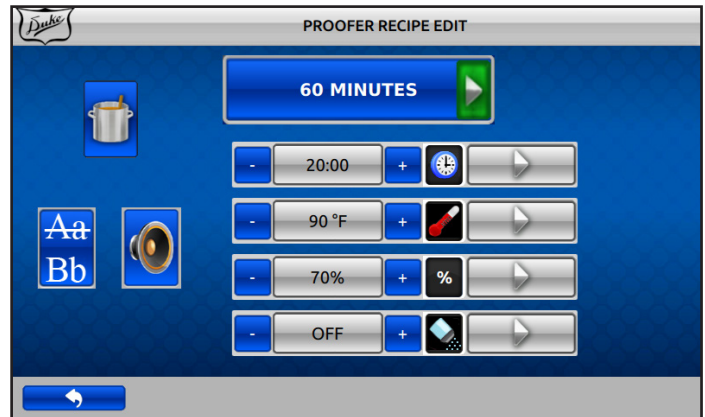 Duke
PROOFER RECIPE EDIT
60 MINUTES
- 20:00 +
Aa
Bb
- 90 °F +
- 70% + %
- OFF +